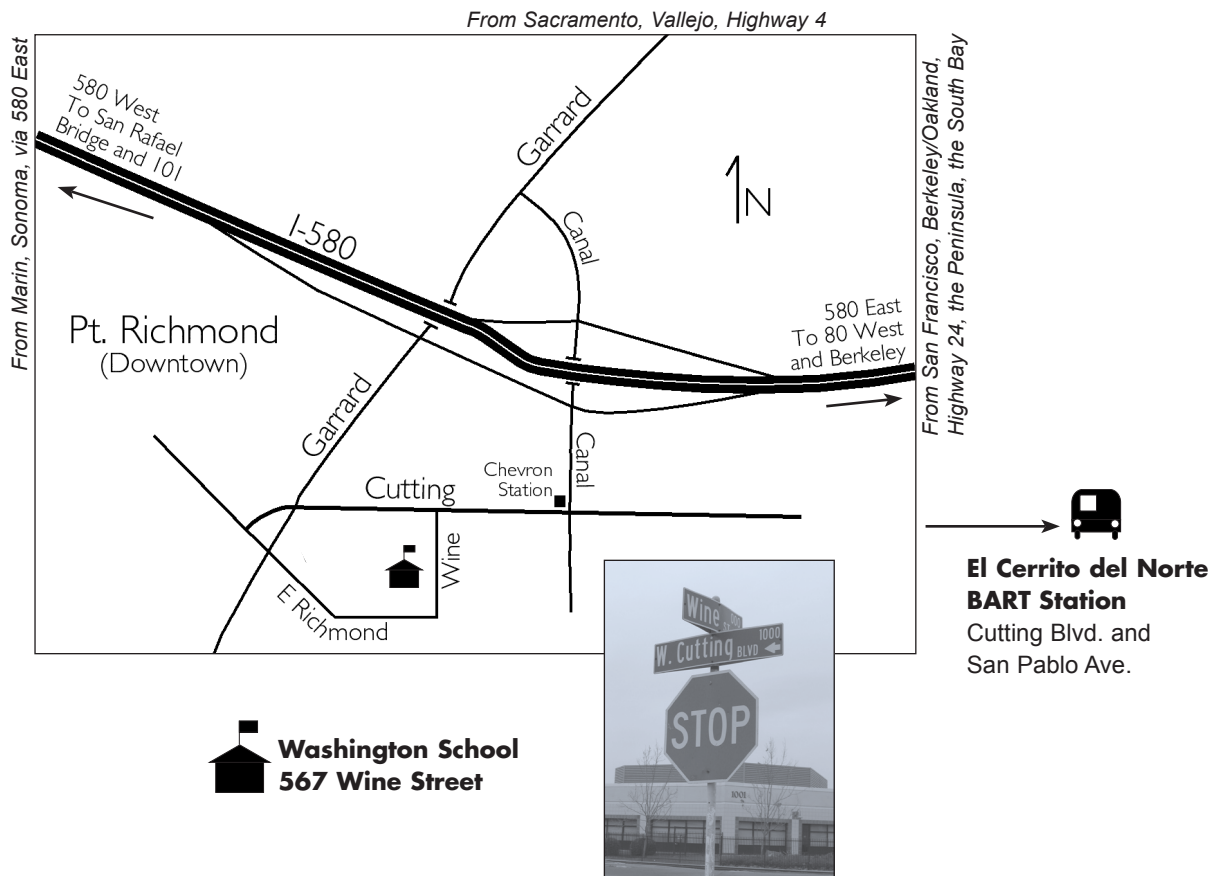 From Sacramento, Vallejo, Highway 4
From Marin, Sonoma, via 580 East
580 West
To San Rafael
Bridge and 101
Garrard
N
I-580
Canal
Pt. Richmond
(Downtown)
580 East
To 80 West
and Berkeley
From San Francisco, Berkeley/Oakland,
Highway 24, the Peninsula, the South Bay
Garrard
Canal
Chevron
Station
Cutting
Wine
E Richmond
El Cerrito del Norte
BART Station
Cutting Blvd. and
San Pablo Ave.
Wine ST
W. Cutting BLVD 1000
STOP
1001
Washington School
567 Wine Street